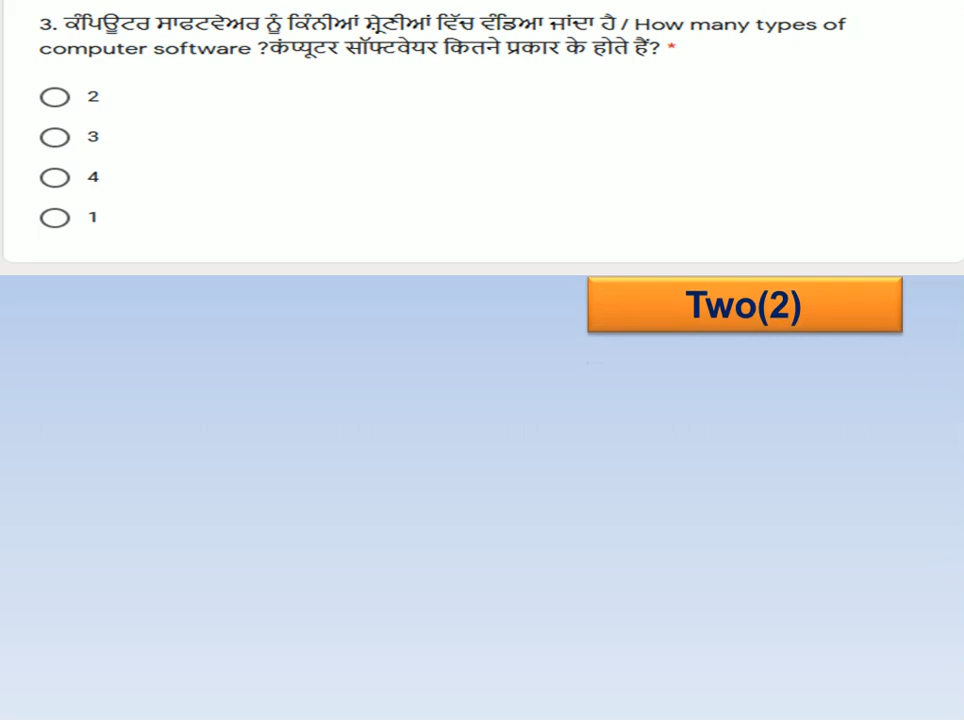 3. ਕੰਪਿਊਟਰ ਸਾਫਟਵੇਅਰ ਨੂੰ ਕਿੰਨੀਆਂ ਸ਼੍ਰੇਣੀਆਂ ਵਿੱਚ ਵੰਡਿਆ ਜਾਂਦਾ ਹੈ / How many types of
computer software ?कंप्यूटर सॉफ्टवेयर कितने प्रकार के होते हैं? *
2
3
4
1
Two(2)